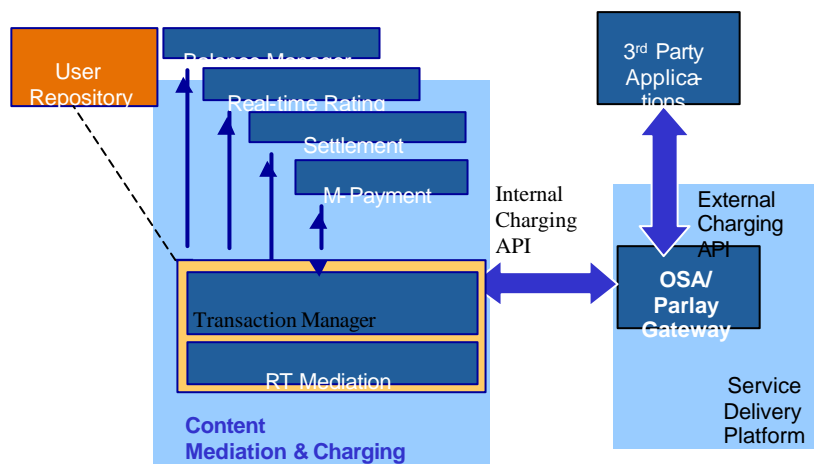 User
Repository
Balance Manager
Real-time Rating
Settlement
M-Payment
3rd Party
Applica-
tions
Internal
Charging
API
External
Charging
API
OSA/
Parlay
Gateway
Transaction Manager
RT Mediation
Content
Mediation & Charging
Service
Delivery
Platform